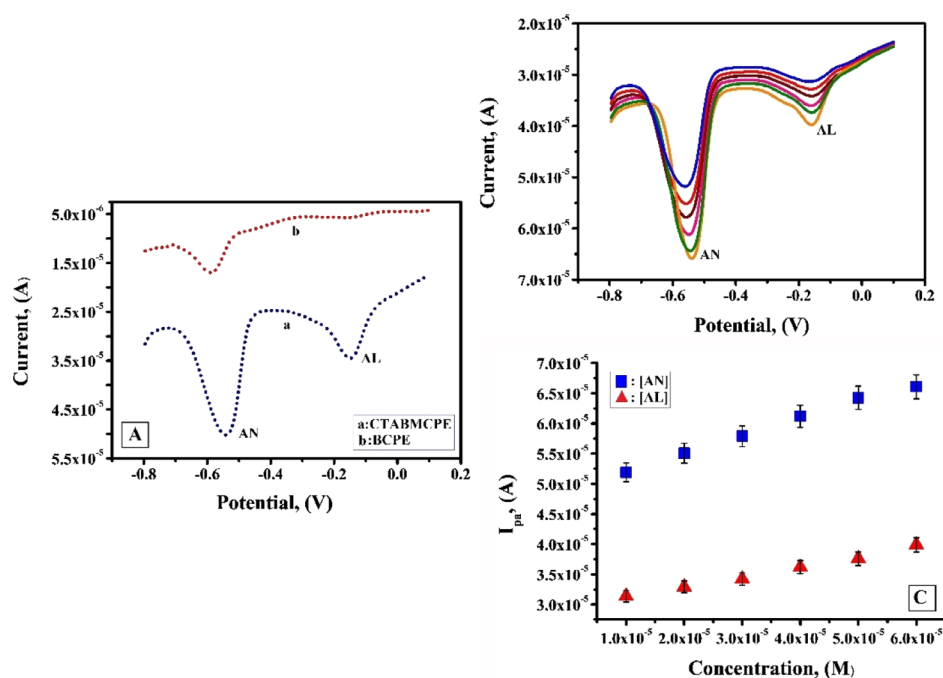 5.0x10⁻⁶
1.5x10⁻⁵
2.5x10⁻⁵
3.5x10⁻⁵
4.5x10⁻⁵
5.5x10⁻⁵
Current, (A)
b
a
AL
AN
A
a:CTABMCPE
b:BCPE
-0.8 -0.6 -0.4 -0.2 0.0 0.2
Potential, (V)
2.0x10⁻⁵
3.0x10⁻⁵
4.0x10⁻⁵
5.0x10⁻⁵
6.0x10⁻⁵
7.0x10⁻⁵
Current, (A)
AL
AN
-0.8 -0.6 -0.4 -0.2 0.0 0.2
Potential, (V)
7.0x10⁻⁵
6.5x10⁻⁵
6.0x10⁻⁵
5.5x10⁻⁵
5.0x10⁻⁵
4.5x10⁻⁵
4.0x10⁻⁵
3.5x10⁻⁵
3.0x10⁻⁵
Iₚₐ, (A)
: [AN]
: [AL]
C
1.0x10⁻⁵ 2.0x10⁻⁵ 3.0x10⁻⁵ 4.0x10⁻⁵ 5.0x10⁻⁵ 6.0x10⁻⁵
Concentration, (M)